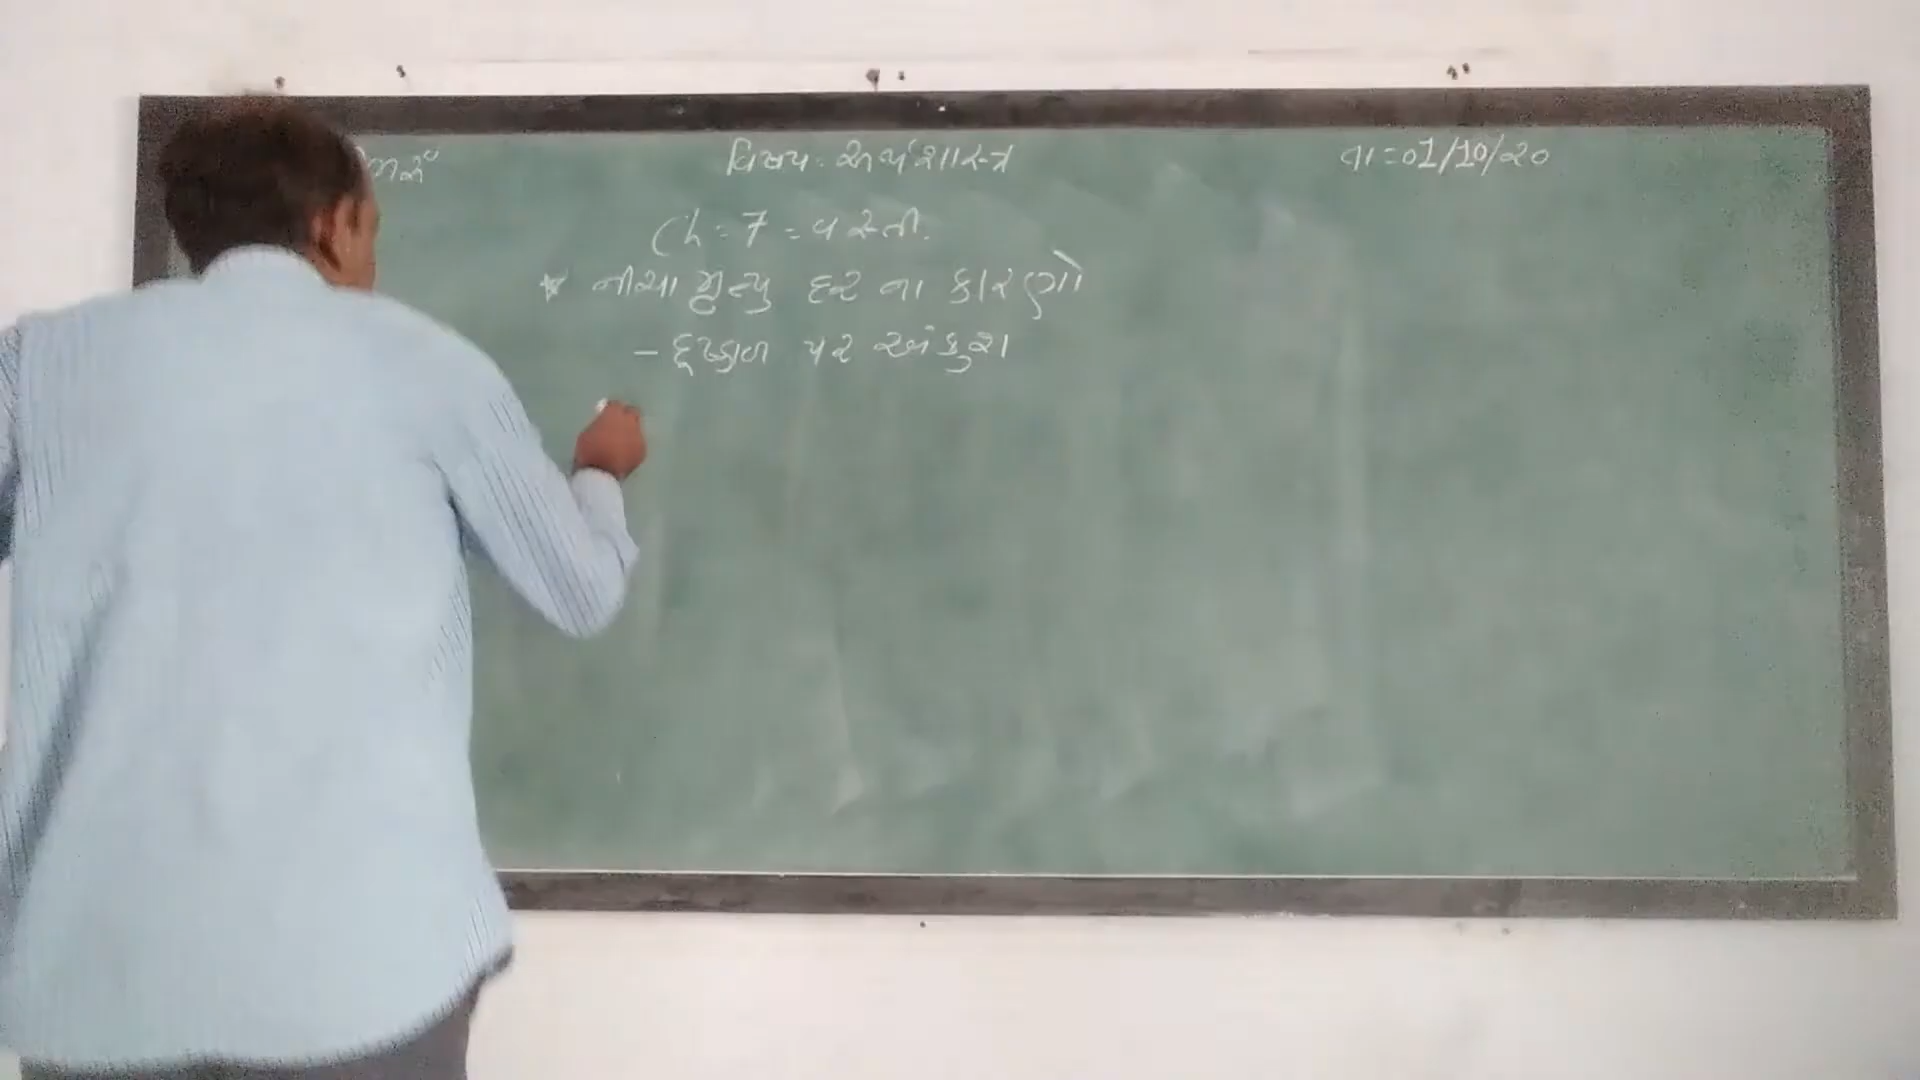 વિષય : અર્થશાસ્ત્ર
તા = 01/10/20
Ch = 7 = વસ્તી.
* નીચા મૃત્યુ દર ના કારણો
- દૂષ્કાળ પર અંકુશ